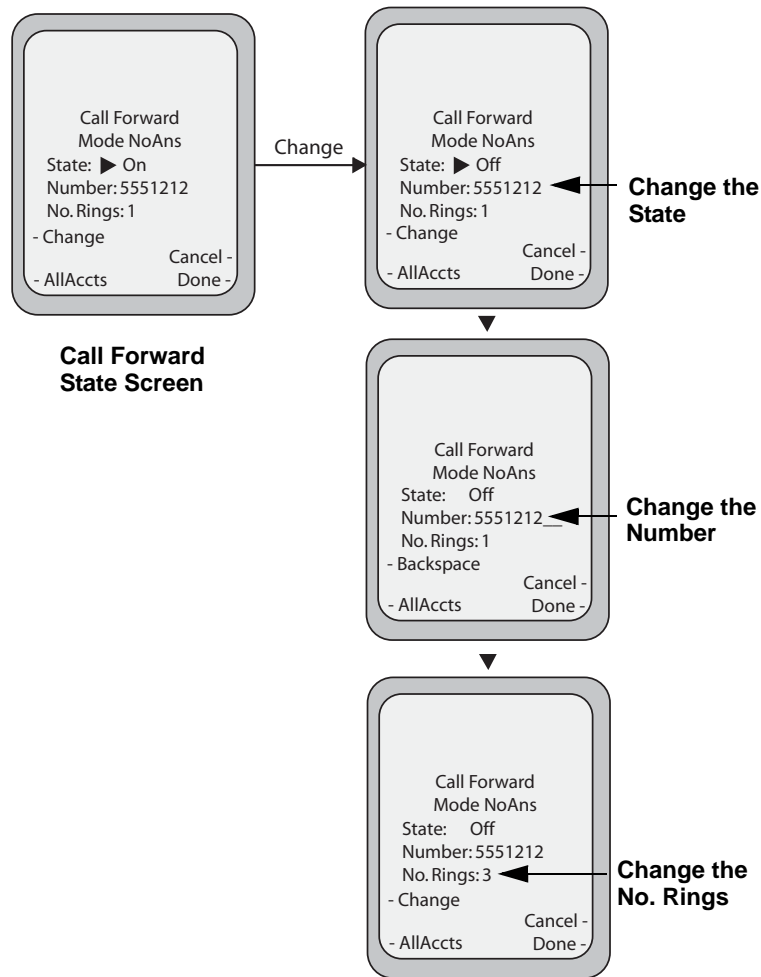 Call Forward
Mode NoAns
State: ▶ On
Number: 5551212
No. Rings: 1
- Change
Cancel -
- AllAccts Done -
Call Forward
State Screen
Change
Call Forward
Mode NoAns
State: ▶ Off
Number: 5551212
No. Rings: 1
- Change
Cancel -
- AllAccts Done -
Change the
State
Call Forward
Mode NoAns
State: Off
Number: 5551212__
No. Rings: 1
- Backspace
Cancel -
- AllAccts Done -
Change the
Number
Call Forward
Mode NoAns
State: Off
Number: 5551212
No. Rings: 3
- Change
Cancel -
- AllAccts Done -
Change the
No. Rings